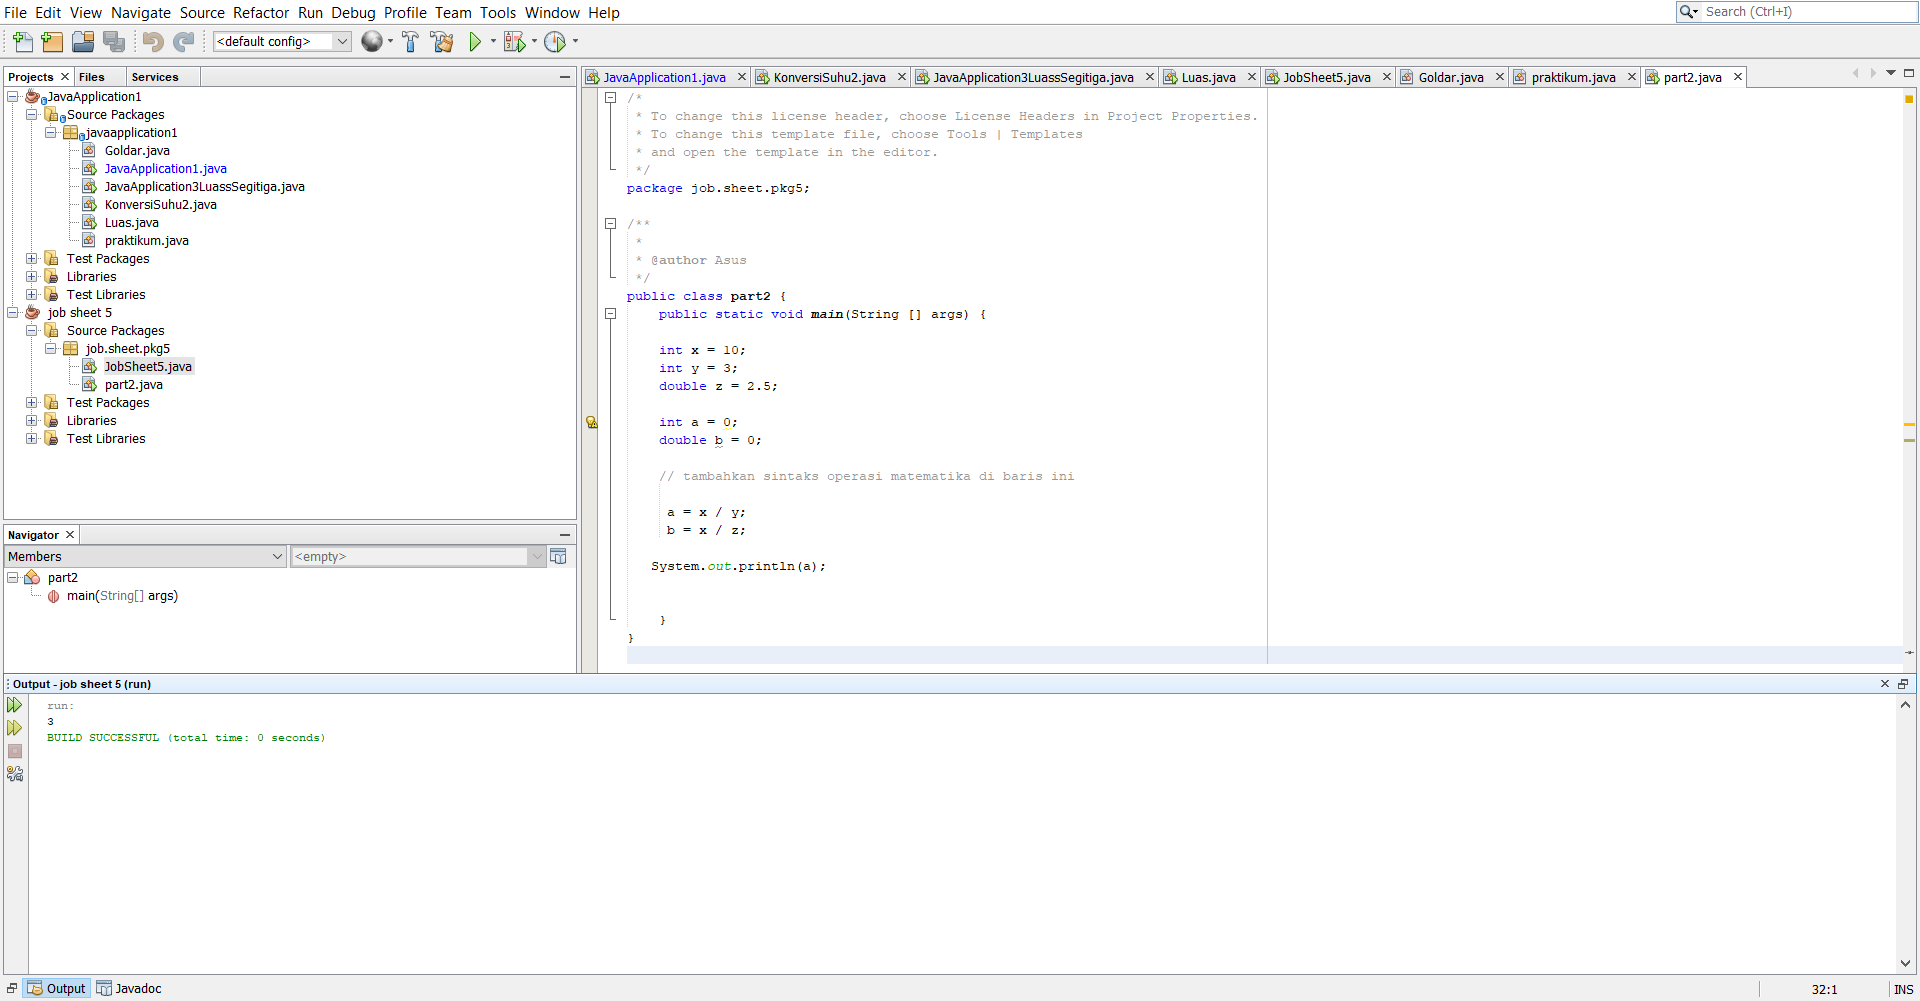 File Edit View Navigate Source Refactor Run Debug Profile Team Tools Window Help
Search (Ctrl+I)
<default config>
Projects Files Services
JavaApplication1
Source Packages
javaapplication1
Goldar.java
JavaApplication1.java
JavaApplication3LuassSegitiga.java
KonversiSuhu2.java
Luas.java
praktikum.java
Test Packages
Libraries
Test Libraries
job sheet 5
Source Packages
job.sheet.pkg5
JobSheet5.java
part2.java
Test Packages
Libraries
Test Libraries
Navigator
Members <empty>
part2
main(String[] args)
JavaApplication1.java KonversiSuhu2.java JavaApplication3LuassSegitiga.java Luas.java JobSheet5.java Goldar.java praktikum.java part2.java
/*
* To change this license header, choose License Headers in Project Properties.
* To change this template file, choose Tools | Templates
* and open the template in the editor.
*/
package job.sheet.pkg5;
/**
*
* @author Asus
*/
public class part2 {
public static void main(String [] args) {
int x = 10;
int y = 3;
double z = 2.5;
int a = 0;
double b = 0;
// tambahkan sintaks operasi matematika di baris ini
a = x / y;
b = x / z;
System.out.println(a);
}
}
Output - job sheet 5 (run)
run:
3
BUILD SUCCESSFUL (total time: 0 seconds)
Output Javadoc
32:1 INS